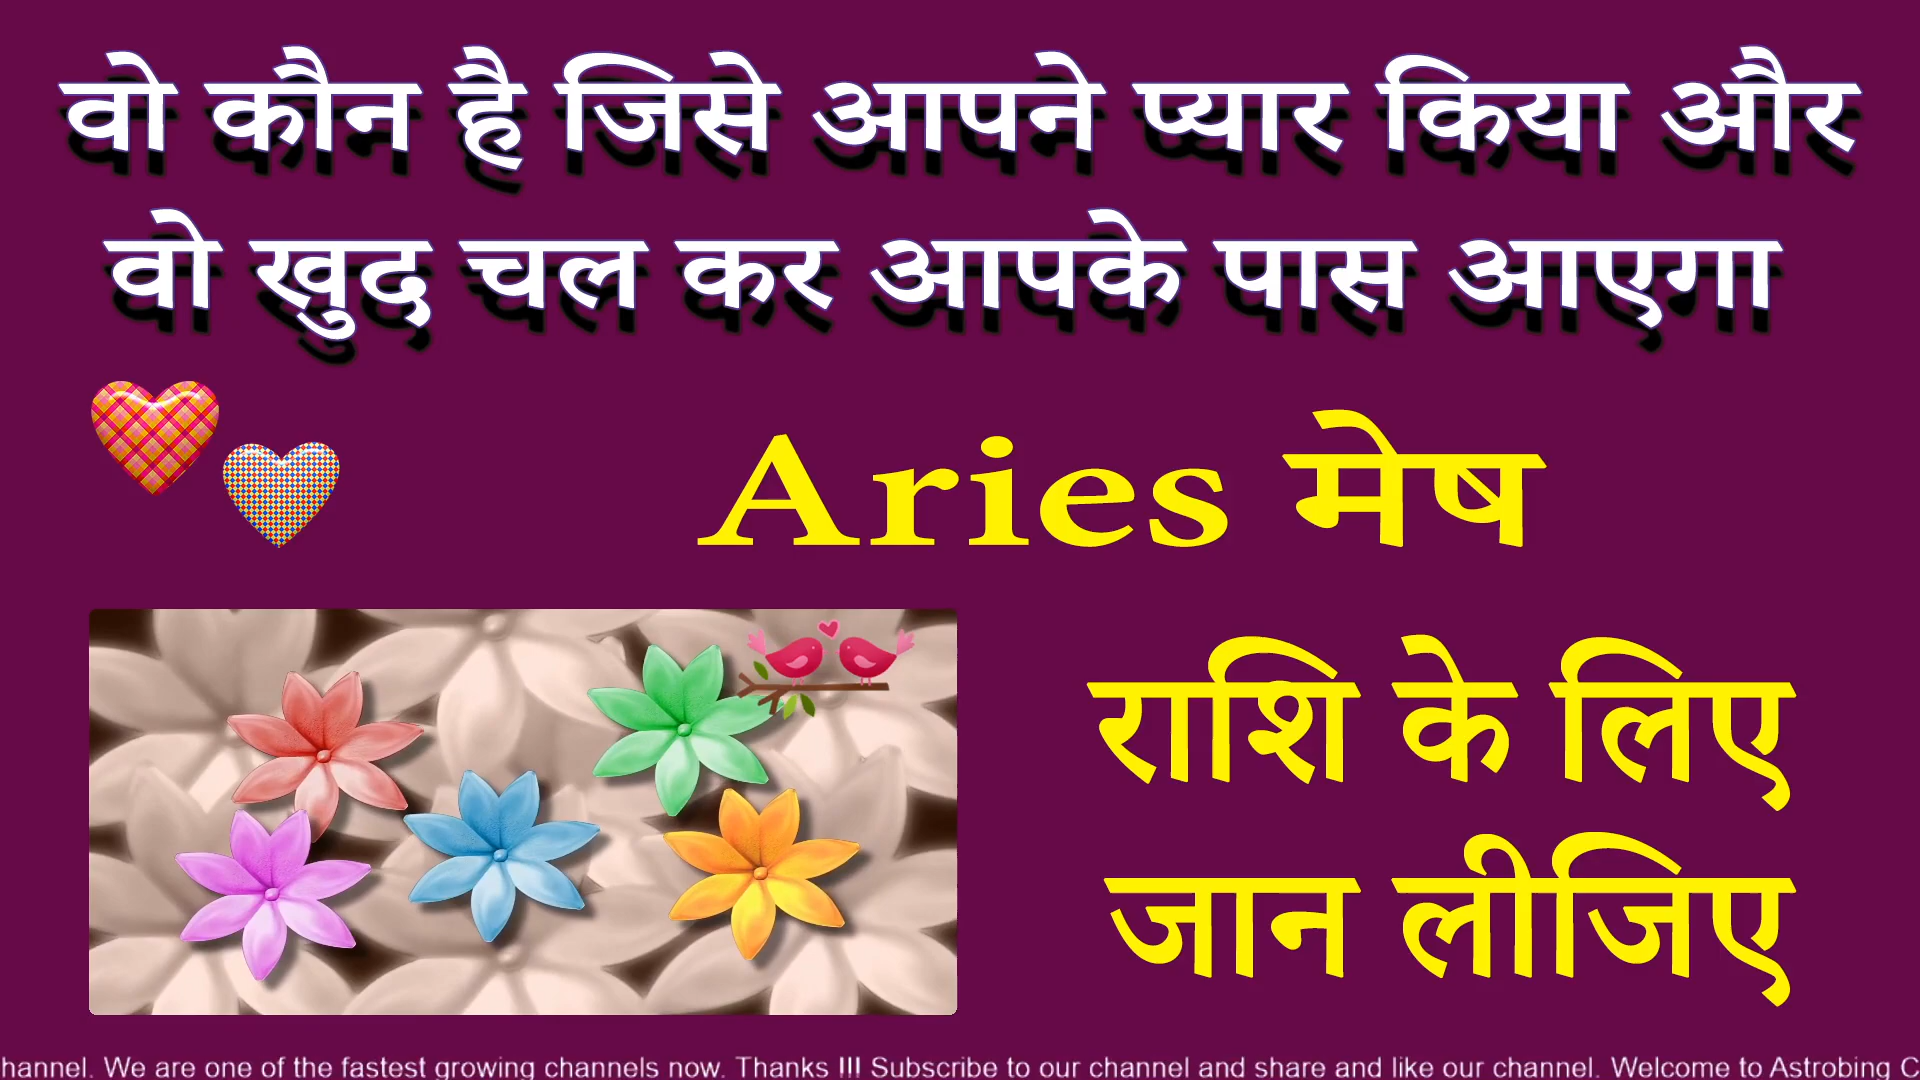 वो कौन है जिसे आपने प्यार किया और
वो खुद चल कर आपके पास आएगा
Aries मेष
राशि के लिए
जान लीजिए
hannel. We are one of the fastest growing channels now. Thanks !!! Subscribe to our channel and share and like our channel. Welcome to Astrobing C